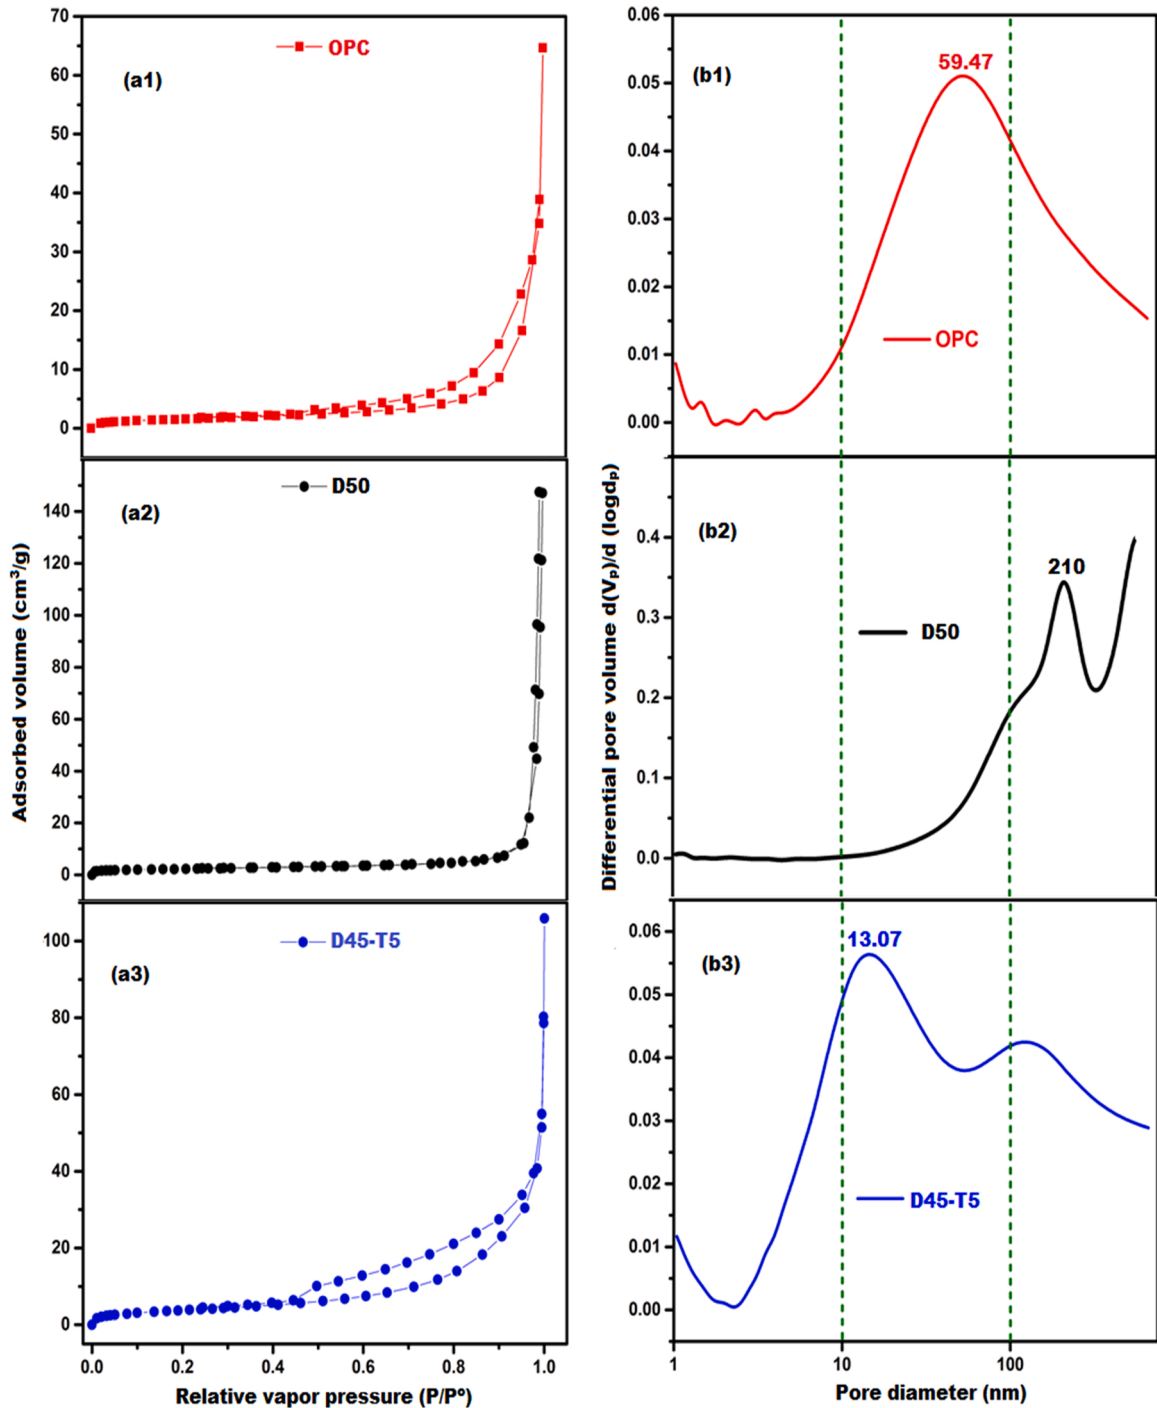 70
60
50
40
30
20
10
0
OPC
(a1)
140
120
100
80
60
40
20
0
D50
(a2)
100
80
60
40
20
0
D45-T5
(a3)
0.0 0.2 0.4 0.6 0.8 1.0
Relative vapor pressure (P/Pº)
Adsorbed volume (cm³/g)
0.06
0.05
0.04
0.03
0.02
0.01
0.00
(b1)
59.47
OPC
0.4
0.3
0.2
0.1
0.0
(b2)
210
D50
0.06
0.05
0.04
0.03
0.02
0.01
0.00
13.07
(b3)
D45-T5
1 10 100
Pore diameter (nm)
Differential pore volume d(Vₚ)/d (logdₚ)